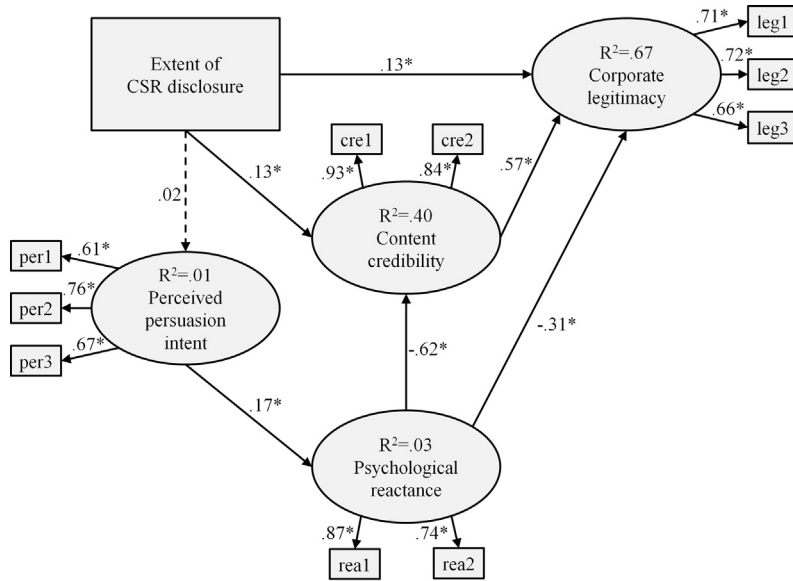 Extent of
CSR disclosure
.13*
R²=.67
Corporate
legitimacy
.71*
leg1
.72*
leg2
.66*
leg3
.02
.13*
cre1
cre2
.93*
.84*
R²=.40
Content
credibility
.57*
per1
per2
per3
.61*
.76*
.67*
R²=.01
Perceived
persuasion
intent
.17*
-.62*
-.31*
R²=.03
Psychological
reactance
.87*
.74*
rea1
rea2